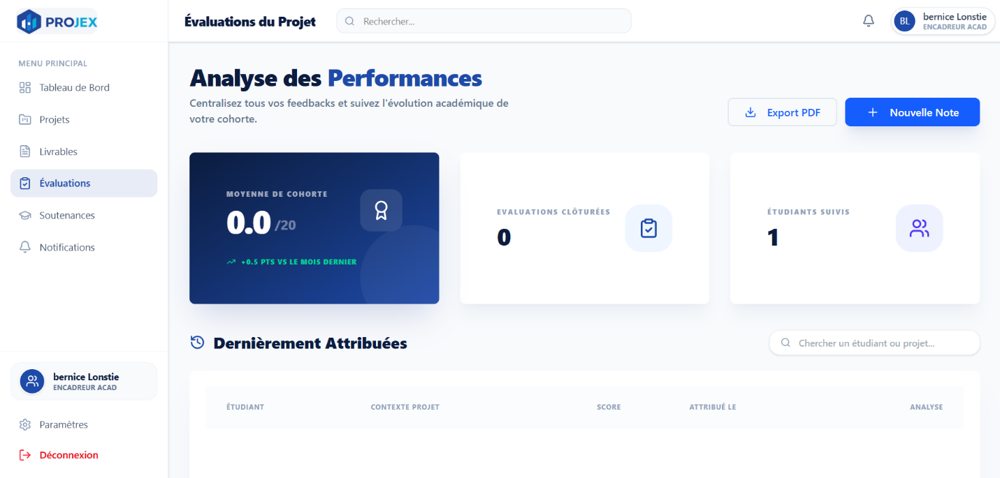 PROJEX
Évaluations du Projet
Rechercher...
BL
bernice Lonstie
ENCADREUR ACAD
MENU PRINCIPAL
Tableau de Bord
Projets
Livrables
Évaluations
Soutenances
Notifications
bernice Lonstie
ENCADREUR ACAD
Paramètres
Déconnexion
Analyse des Performances
Centralisez tous vos feedbacks et suivez l'évolution académique de
votre cohorte.
Export PDF
Nouvelle Note
MOYENNE DE COHORTE
0.0 /20
+0.5 PTS VS LE MOIS DERNIER
EVALUATIONS CLÔTURÉES
0
ÉTUDIANTS SUIVIS
1
Dernièrement Attribuées
Chercher un étudiant ou projet...
ÉTUDIANT CONTEXTE PROJET SCORE ATTRIBUÉ LE ANALYSE